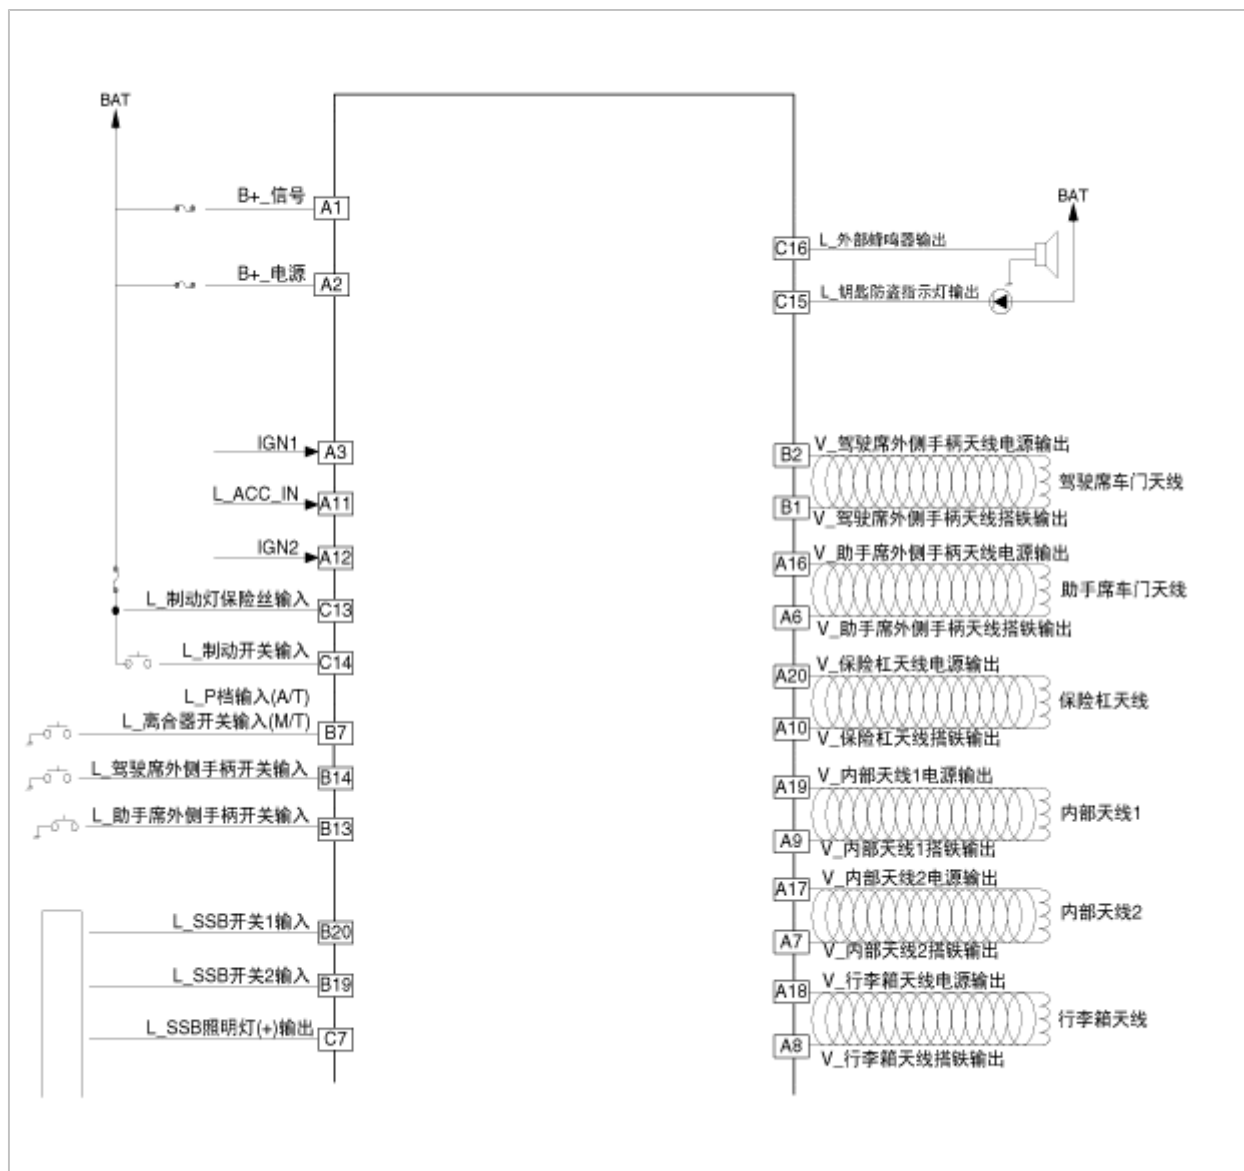 BAT
B+_信号
A1
B+_电源
A2
IGN1
A3
L_ACC_IN
A11
IGN2
A12
L_制动灯保险丝输入
C13
L_制动开关输入
C14
L_P档输入(A/T)
L_离合器开关输入(M/T)
B7
L_驾驶席外侧手柄开关输入
B14
L_助手席外侧手柄开关输入
B13
L_SSB开关1输入
B20
L_SSB开关2输入
B19
L_SSB照明灯(+)输出
C7
BAT
C16
L_外部蜂鸣器输出
C15
L_钥匙防盗指示灯输出
B2
V_驾驶席外侧手柄天线电源输出
驾驶席车门天线
B1
V_驾驶席外侧手柄天线搭铁输出
A16
V_助手席外侧手柄天线电源输出
助手席车门天线
A6
V_助手席外侧手柄天线搭铁输出
A20
V_保险杠天线电源输出
保险杠天线
A10
V_保险杠天线搭铁输出
A19
V_内部天线1电源输出
内部天线1
A9
V_内部天线1搭铁输出
A17
V_内部天线2电源输出
内部天线2
A7
V_内部天线2搭铁输出
A18
V_行李箱天线电源输出
行李箱天线
A8
V_行李箱天线搭铁输出